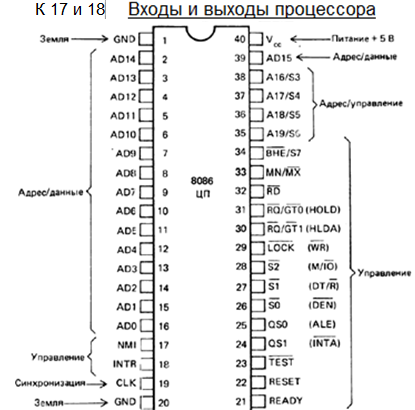 К 17 и 18 Входы и выходы процессора
Земля GND 1 40 Vcc Питание + 5 В
AD14 2 39 AD15 Адрес/данные
AD13 3 38 A16/S3
AD12 4 37 A17/S4
AD11 5 36 A18/S5
AD10 6 35 A19/S6
Адрес/управление
AD9 7 34 BHE/S7
AD8 8 8086 33 MN/MX
AD7 9 ЦП 32 RD
Адрес/данные
AD6 10 31 RQ/GT0 (HOLD)
AD5 11 30 RQ/GT1 (HLDA)
AD4 12 29 LOCK (WR)
AD3 13 28 S2 (M/IO)
Управление
AD2 14 27 S1 (DT/R)
AD1 15 26 S0 (DEN)
AD0 16 25 QS0 (ALE)
NMI 17 24 QS1 (INTA)
Управление
INTR 18 23 TEST
Синхронизация CLK 19 22 RESET
Земля GND 20 21 READY